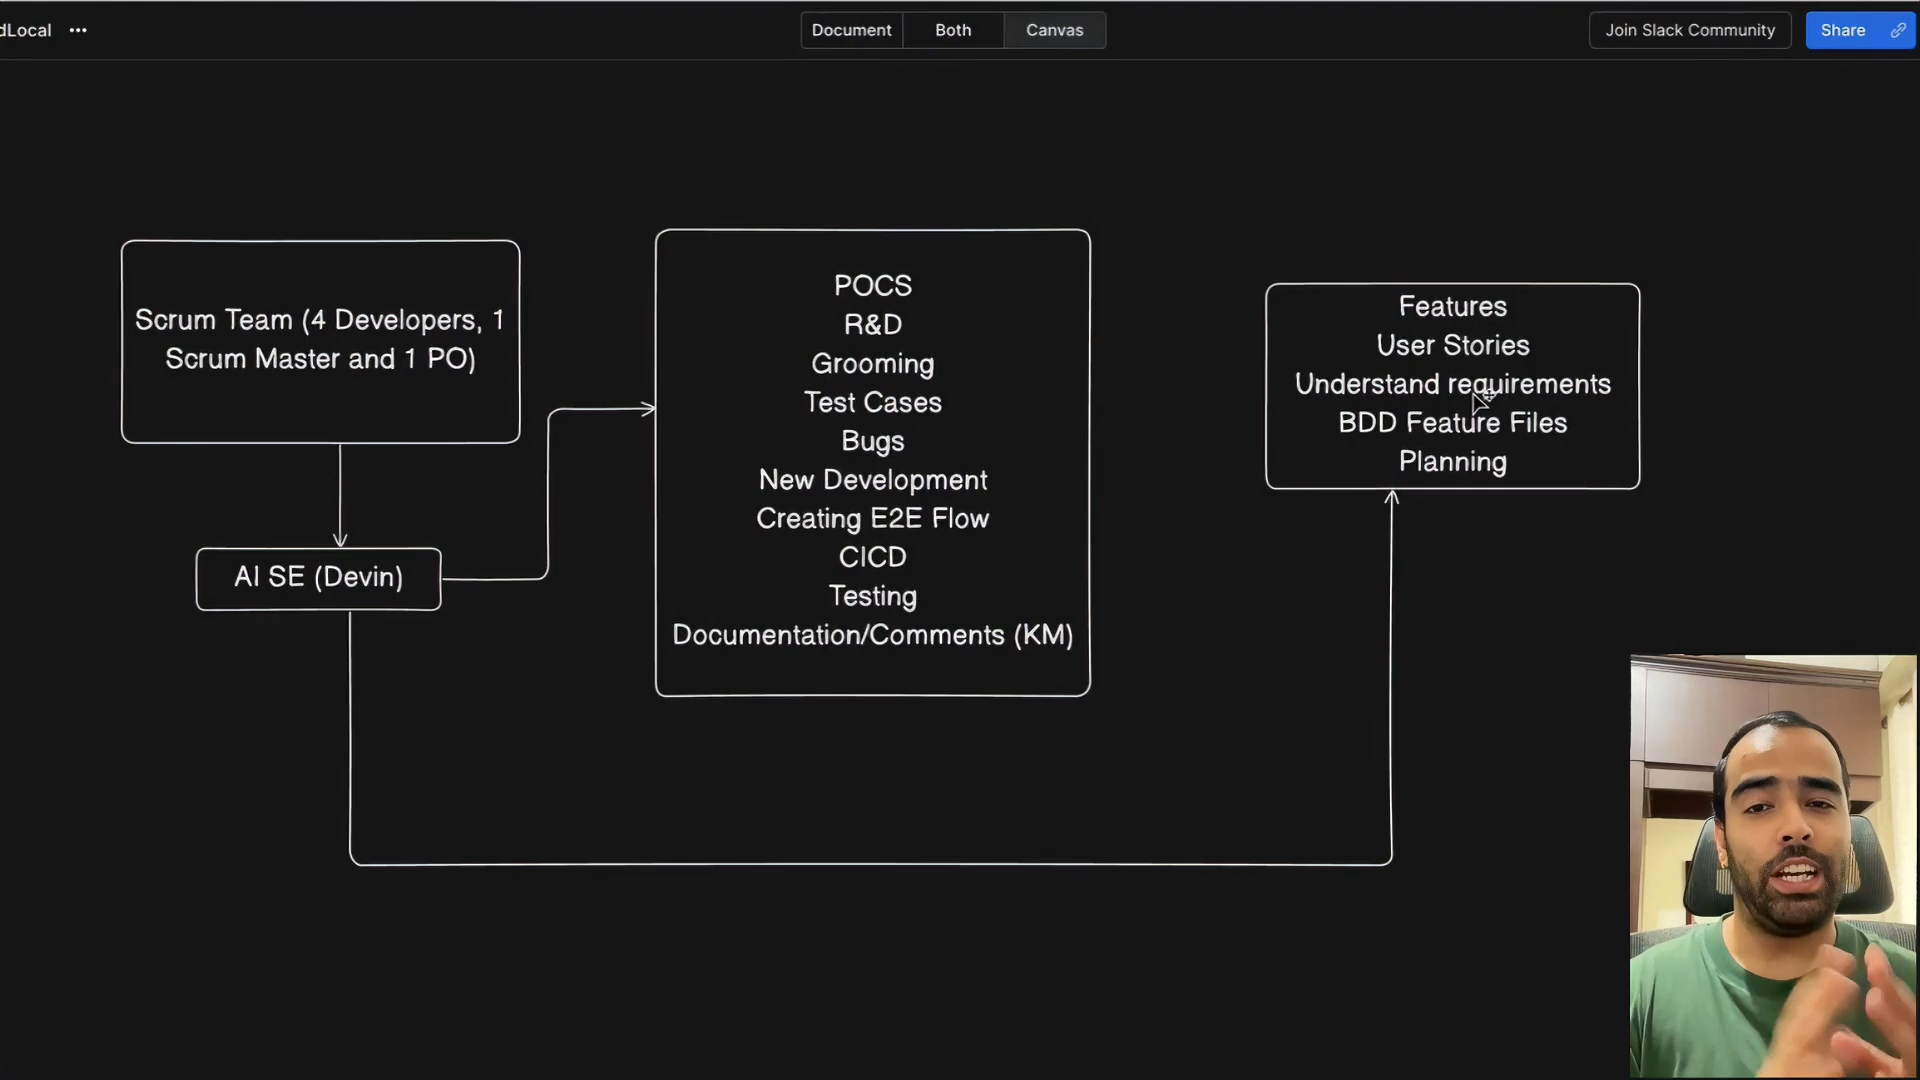 dLocal
Document
Both
Canvas
Join Slack Community
Share
Scrum Team (4 Developers, 1
Scrum Master and 1 PO)
AI SE (Devin)
POCS
R&D
Grooming
Test Cases
Bugs
New Development
Creating E2E Flow
CICD
Testing
Documentation/Comments (KM)
Features
User Stories
Understand requirements
BDD Feature Files
Planning